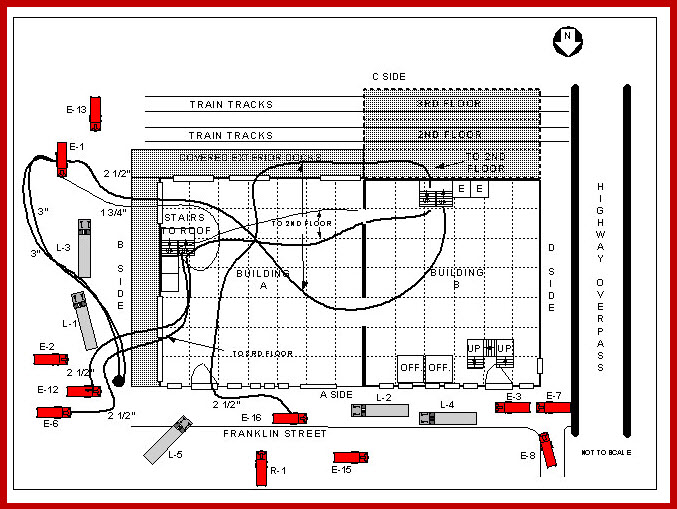 N
C SIDE
TRAIN TRACKS
3RD FLOOR
E-13
TRAIN TRACKS
2ND FLOOR
E-1
COVERED EXTERIOR DOCKS
TO 2ND
FLOOR
2 1/2"
E E
3"
1 3/4"
STAIRS
TO ROOF
TO 2ND FLOOR
HIGHWAY OVERPASS
L-3
B SIDE
D SIDE
3"
BUILDING
A
BUILDING
B
L-1
E-2
TO 3RD FLOOR
UP UP
2 1/2"
OFF OFF
E-12
A SIDE
L-2
E-3
E-7
E-6
2 1/2"
2 1/2"
E-16
L-4
FRANKLIN STREET
L-5
R-1
E-15
E-8
NOT TO SCALE